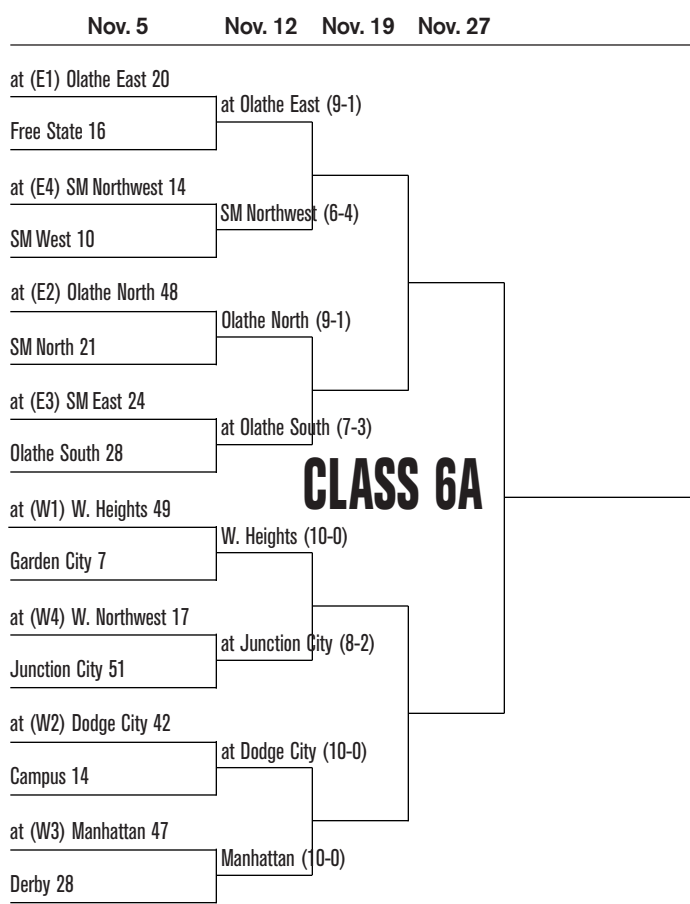 Nov. 5 Nov. 12 Nov. 19 Nov. 27
at (E1) Olathe East 20
at Olathe East (9-1)
Free State 16
at (E4) SM Northwest 14
SM Northwest (6-4)
SM West 10
at (E2) Olathe North 48
Olathe North (9-1)
SM North 21
at (E3) SM East 24
at Olathe South (7-3)
Olathe South 28
CLASS 6A
at (W1) W. Heights 49
W. Heights (10-0)
Garden City 7
at (W4) W. Northwest 17
at Junction City (8-2)
Junction City 51
at (W2) Dodge City 42
at Dodge City (10-0)
Campus 14
at (W3) Manhattan 47
Manhattan (10-0)
Derby 28